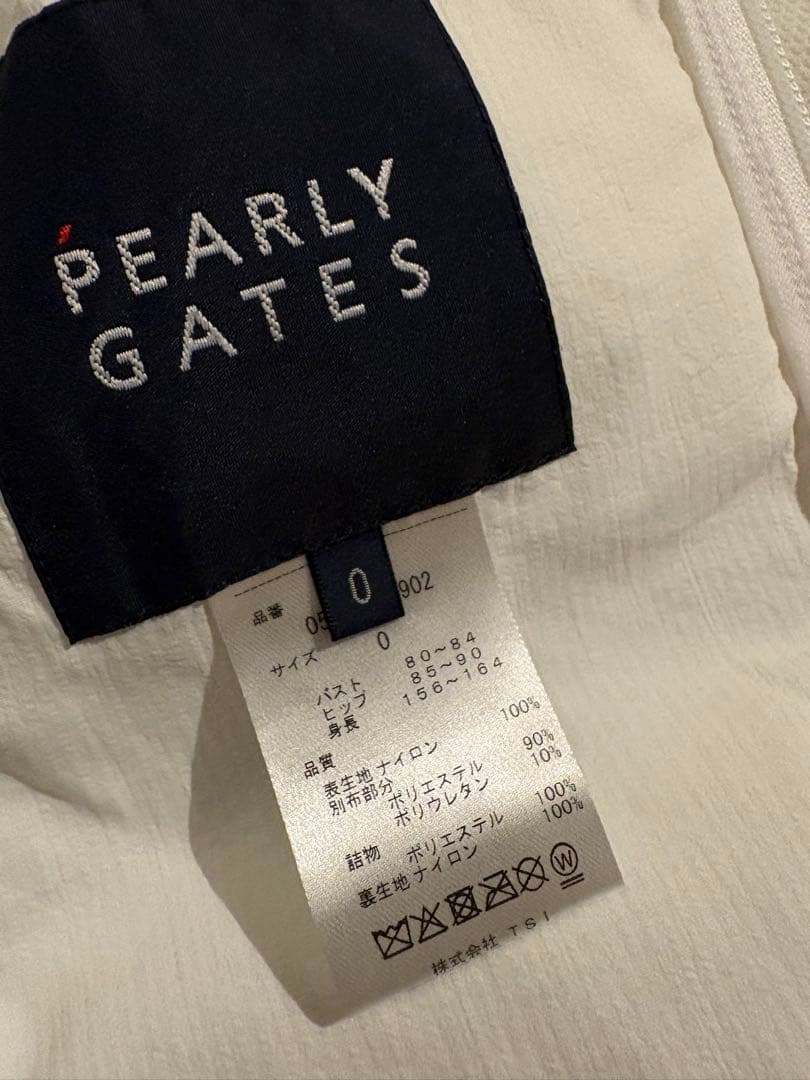 PEARLY
GATES
0
品番 05 902
サイズ 0
バスト 80～84
ヒップ 85～90
身長 156～164
品質
表生地 ナイロン 100%
別布部分 ポリエステル 90%
ポリウレタン 10%
詰物 ポリエステル 100%
裏生地 ナイロン 100%
W
株式会社 TSI